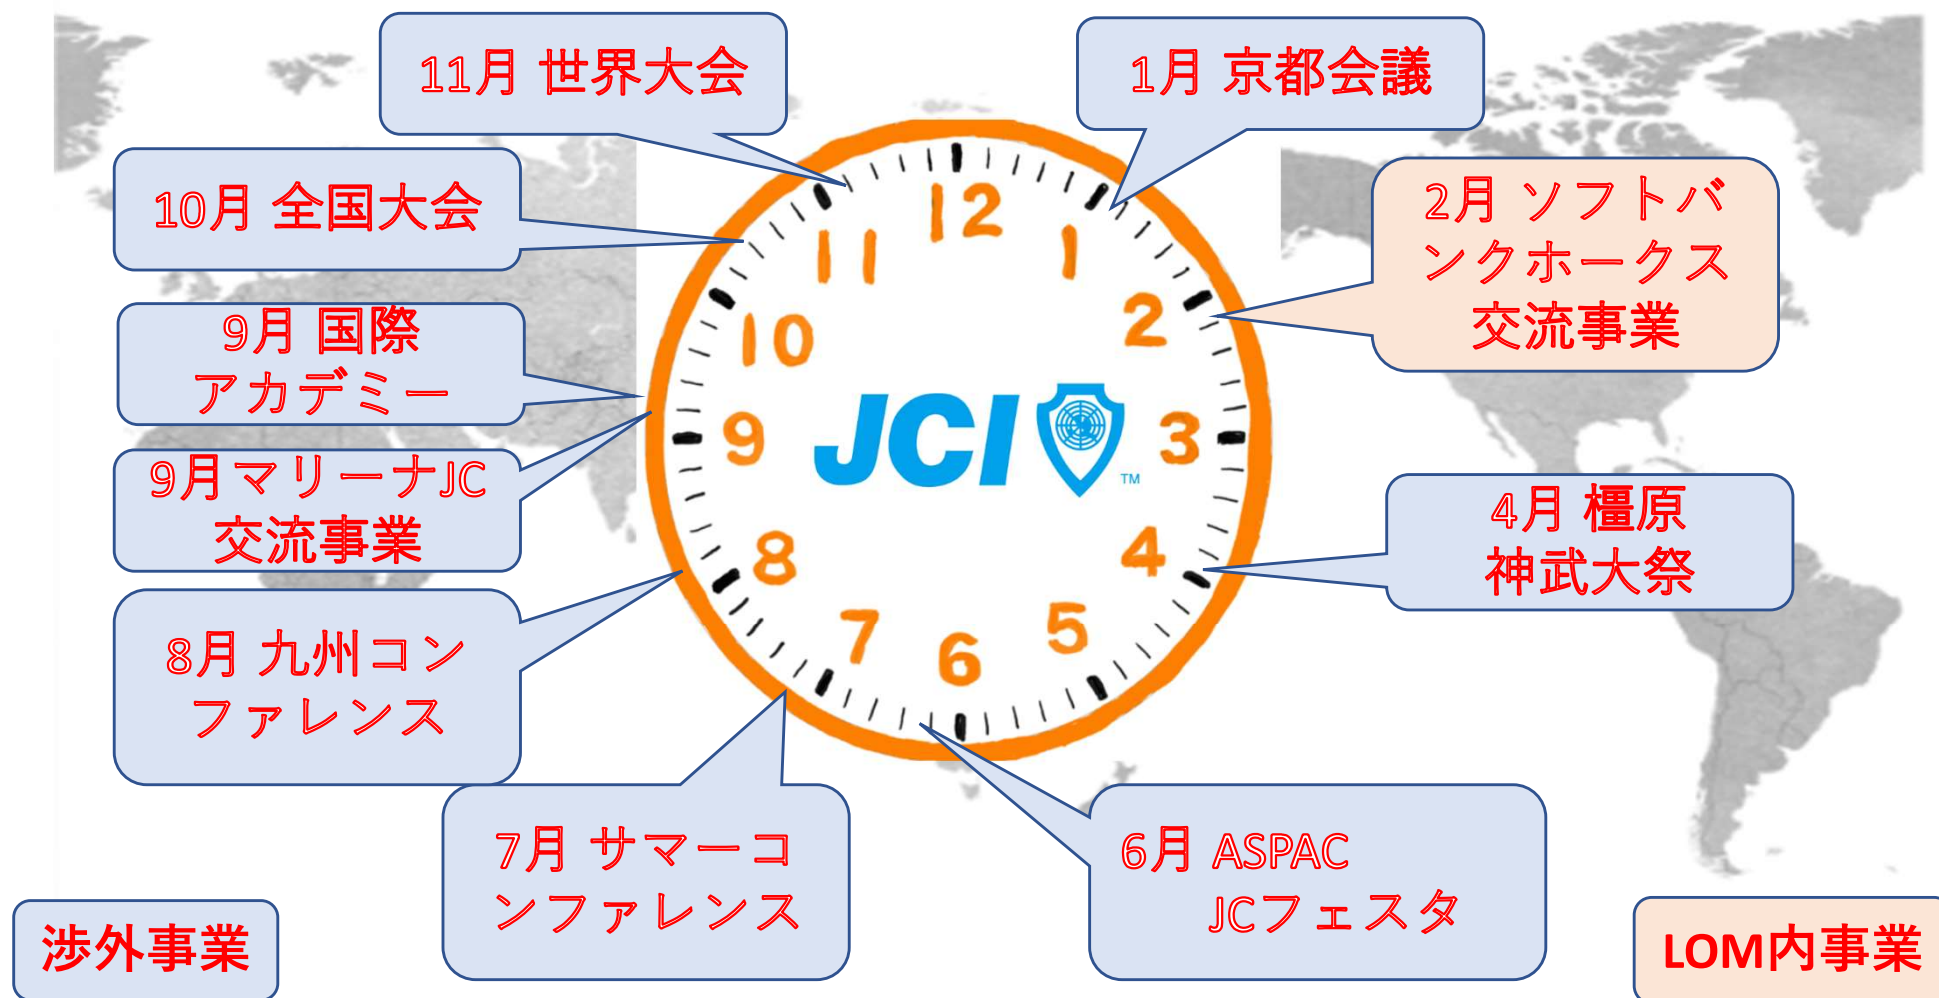 11月 世界大会
1月 京都会議
10月 全国大会
2月 ソフトバ
ンクホークス
交流事業
9月 国際
アカデミー
9月マリーナJC
交流事業
4月 橿原
神武大祭
8月 九州コン
ファレンス
7月 サマーコ
ンファレンス
6月 ASPAC
JCフェスタ
渉外事業
LOM内事業
12
1
2
3
4
5
6
7
8
9
10
11
JCI
TM